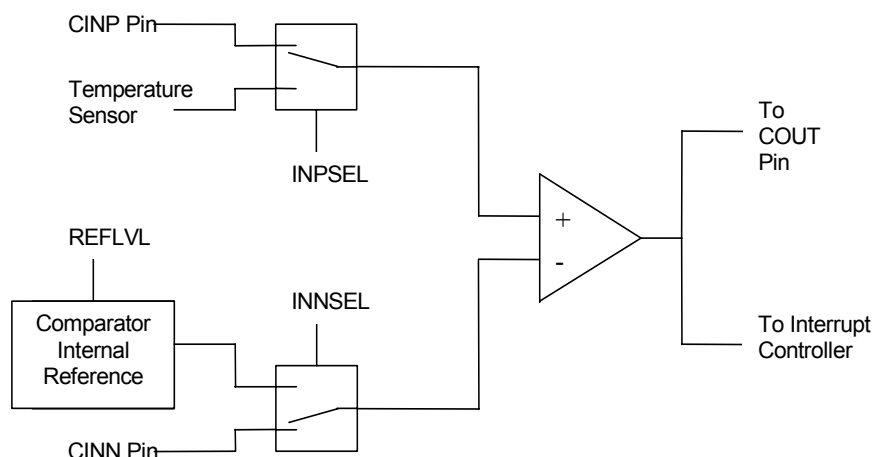 CINP Pin
Temperature
Sensor
INPSEL
To
COUT
Pin
+
-
REFLVL
INNSEL
Comparator
Internal
Reference
To Interrupt
Controller
CINN Pin